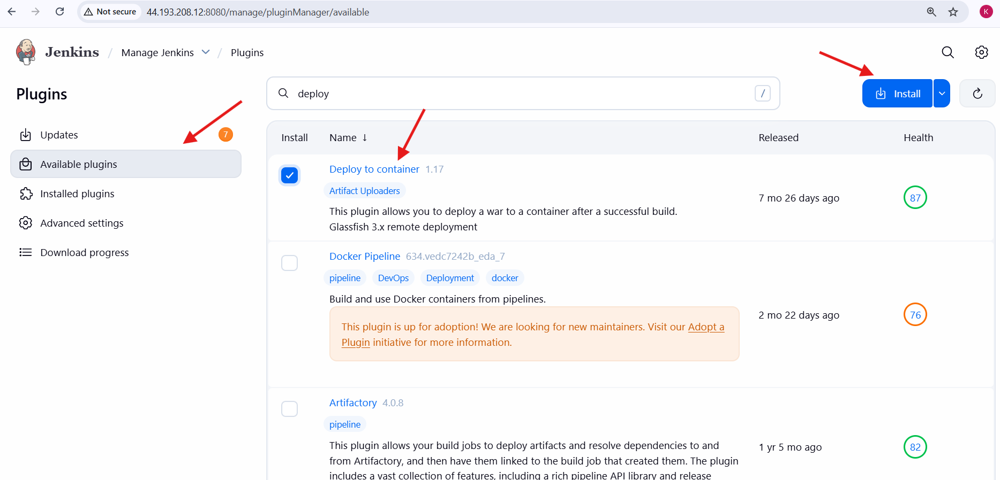 Not secure 44.193.208.12:8080/manage/pluginManager/available K
Jenkins / Manage Jenkins / Plugins
Plugins
deploy /
Install
Updates 7
Available plugins
Installed plugins
Advanced settings
Download progress
Install Name ↓ Released Health
Deploy to container 1.17
Artifact Uploaders
This plugin allows you to deploy a war to a container after a successful build.
Glassfish 3.x remote deployment
7 mo 26 days ago
87
Docker Pipeline 634.vedc7242b_eda_7
pipeline DevOps Deployment docker
Build and use Docker containers from pipelines.
This plugin is up for adoption! We are looking for new maintainers. Visit our Adopt a
Plugin initiative for more information.
2 mo 22 days ago
76
Artifactory 4.0.8
pipeline
This plugin allows your build jobs to deploy artifacts and resolve dependencies to and
from Artifactory, and then have them linked to the build job that created them. The plugin
includes a vast collection of features, including a rich pipeline API library and release
1 yr 5 mo ago
82